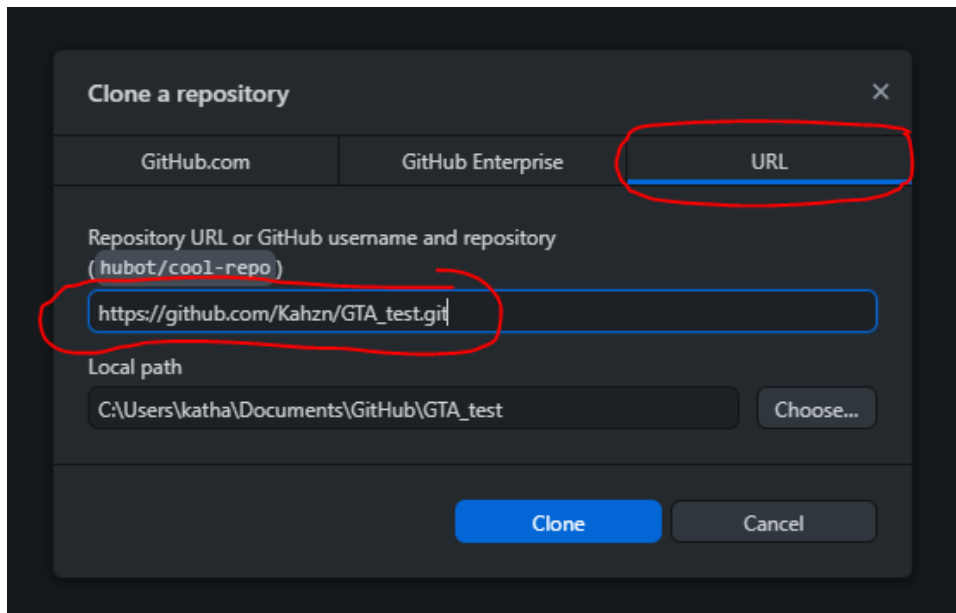 Clone a repository
GitHub.com GitHub Enterprise URL
Repository URL or GitHub username and repository
(hubot/cool-repo)
https://github.com/Kahzn/GTA_test.git
Local path
C:\Users\katha\Documents\GitHub\GTA_test Choose...
Clone Cancel